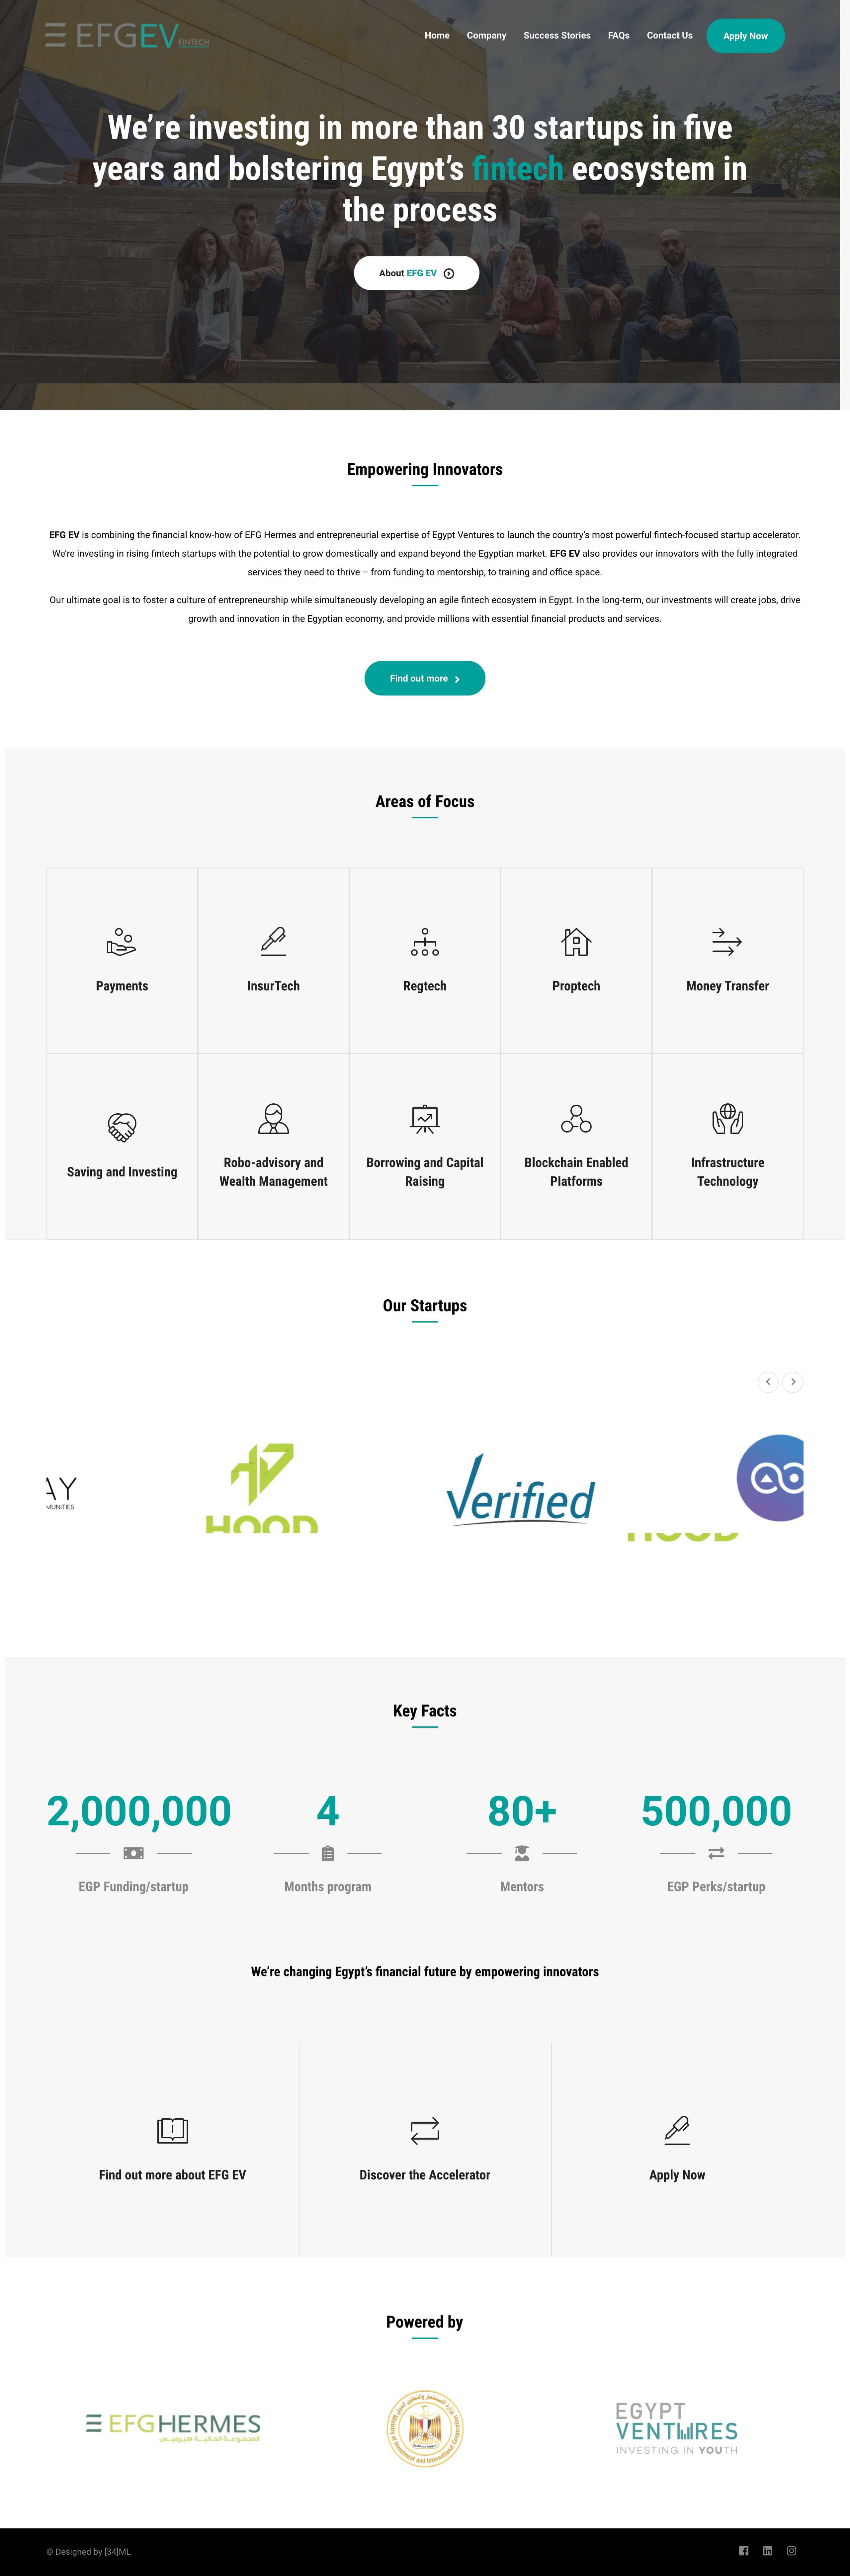 EFGEV FINTECH
Home Company Success Stories FAQs Contact Us Apply Now
We’re investing in more than 30 startups in five
years and bolstering Egypt’s fintech ecosystem in
the process
About EFG EV
Empowering Innovators
EFG EV is combining the financial know-how of EFG Hermes and entrepreneurial expertise of Egypt Ventures to launch the country’s most powerful fintech-focused startup accelerator.
We’re investing in rising fintech startups with the potential to grow domestically and expand beyond the Egyptian market. EFG EV also provides our innovators with the fully integrated
services they need to thrive – from funding to mentorship, to training and office space.
Our ultimate goal is to foster a culture of entrepreneurship while simultaneously developing an agile fintech ecosystem in Egypt. In the long-term, our investments will create jobs, drive
growth and innovation in the Egyptian economy, and provide millions with essential financial products and services.
Find out more
Areas of Focus
Payments
InsurTech
Regtech
Proptech
Money Transfer
Saving and Investing
Robo-advisory and
Wealth Management
Borrowing and Capital
Raising
Blockchain Enabled
Platforms
Infrastructure
Technology
Our Startups
HOOD
Verified
Key Facts
2,000,000
EGP Funding/startup
4
Months program
80+
Mentors
500,000
EGP Perks/startup
We’re changing Egypt’s financial future by empowering innovators
Find out more about EFG EV
Discover the Accelerator
Apply Now
Powered by
EFGHERMES
المجموعة المالية هيرميس
Ministry of Investment and International Cooperation
EGYPT
VENTURES
INVESTING IN YOUTH
© Designed by [34]ML